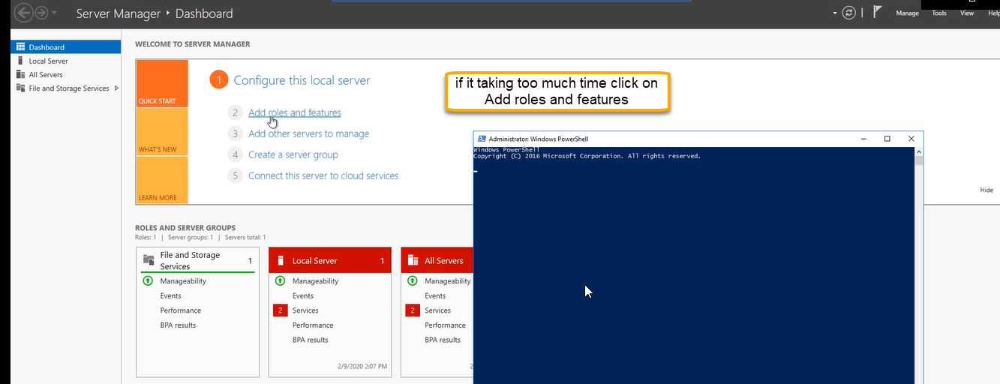 Server Manager ‣ Dashboard
Manage Tools View Help
Dashboard
Local Server
All Servers
File and Storage Services
WELCOME TO SERVER MANAGER
QUICK START
WHAT'S NEW
LEARN MORE
1 Configure this local server
2 Add roles and features
3 Add other servers to manage
4 Create a server group
5 Connect this server to cloud services
if it taking too much time click on
Add roles and features
Hide
Administrator: Windows PowerShell
Windows PowerShell
Copyright (C) 2016 Microsoft Corporation. All rights reserved.
ROLES AND SERVER GROUPS
Roles: 1 | Server groups: 1 | Servers total: 1
File and Storage
Services
1
Manageability
Events
Performance
BPA results
Local Server 1
Manageability
Events
2 Services
Performance
BPA results
2/9/2020 2:07 PM
All Servers
Manageability
Events
2 Services
Performance
BPA results
2